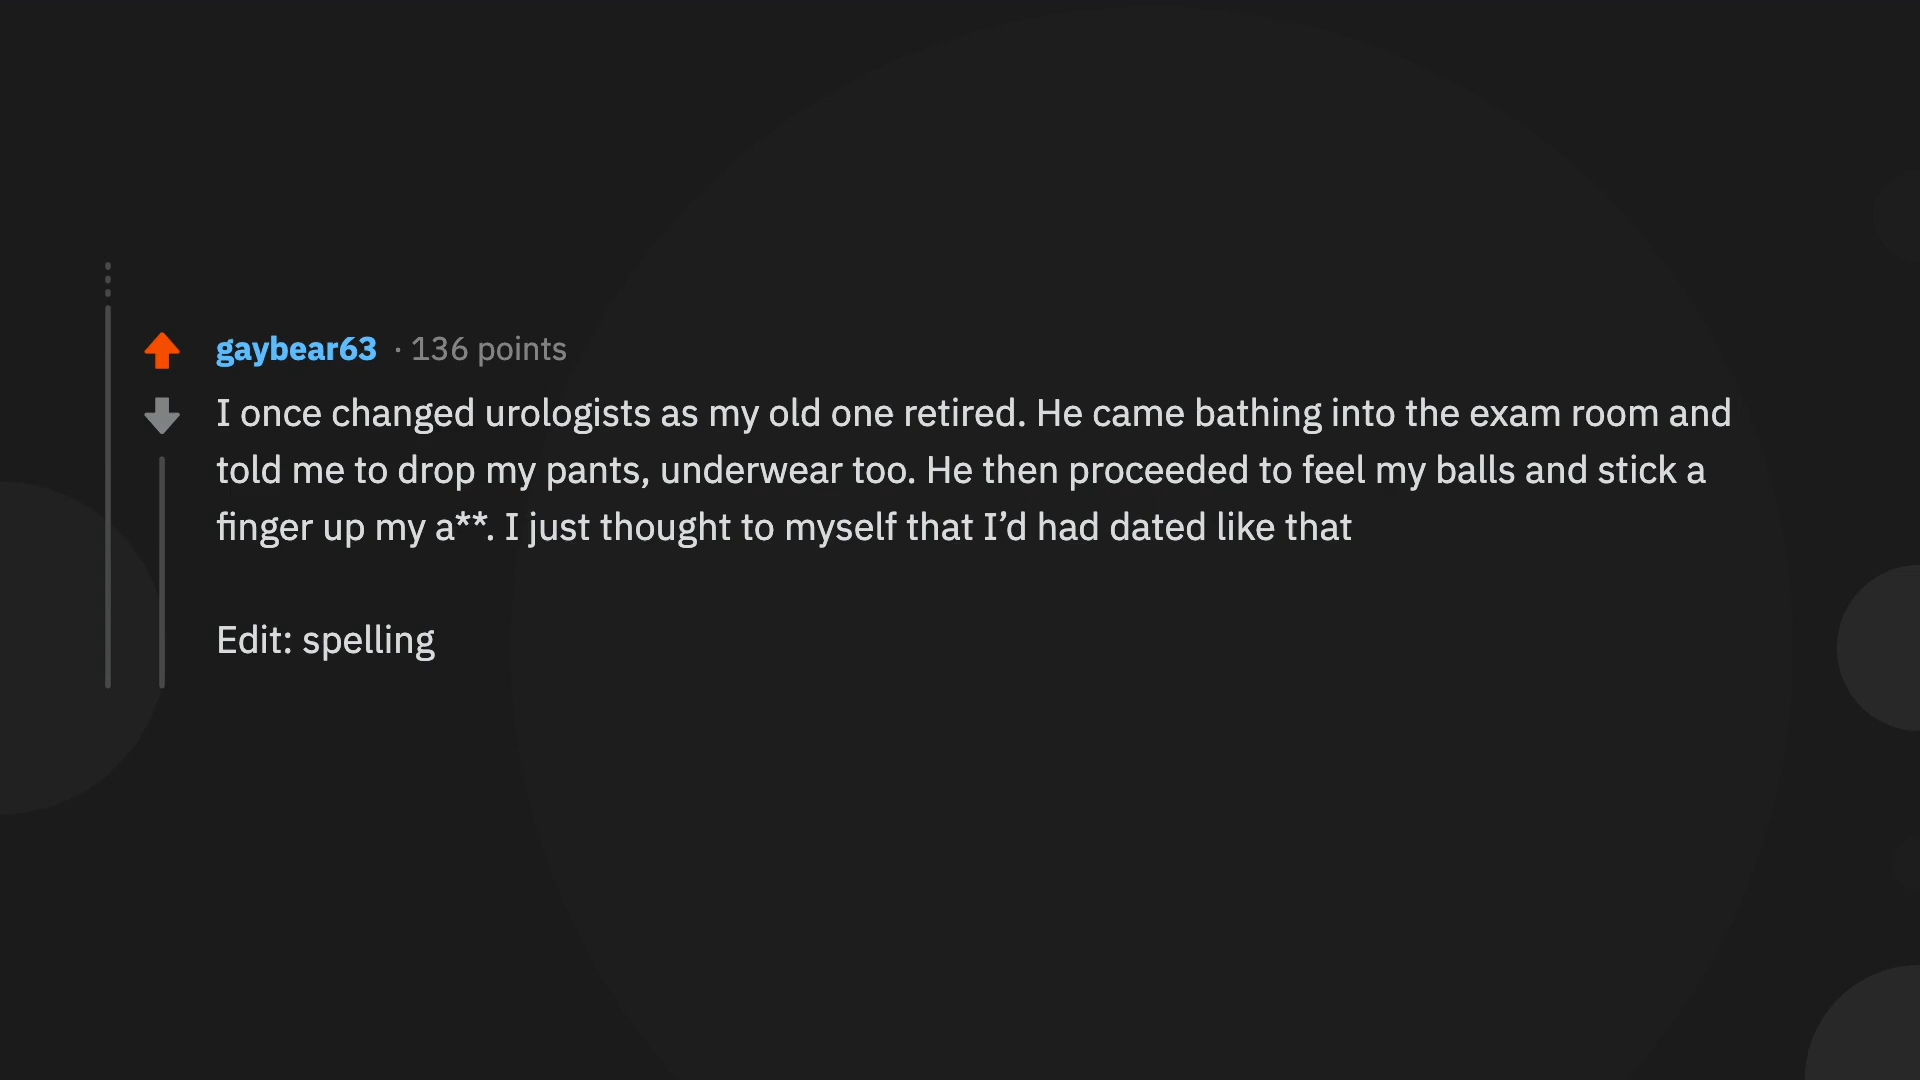 gaybear63 · 136 points
I once changed urologists as my old one retired. He came bathing into the exam room and
told me to drop my pants, underwear too. He then proceeded to feel my balls and stick a
finger up my a**. I just thought to myself that I’d had dated like that
Edit: spelling